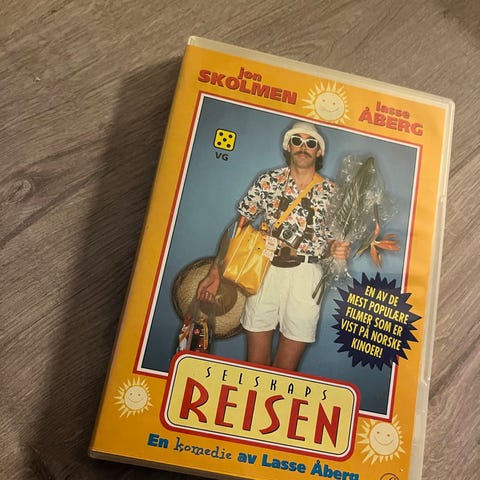 jon
SKOLMEN
lasse
ÅBERG
VG
EN AV DE
MEST POPULÆRE
FILMER SOM ER
VIST PÅ NORSKE
KINOER!
SELSKAPS
REISEN
En komedie av Lasse Åberg